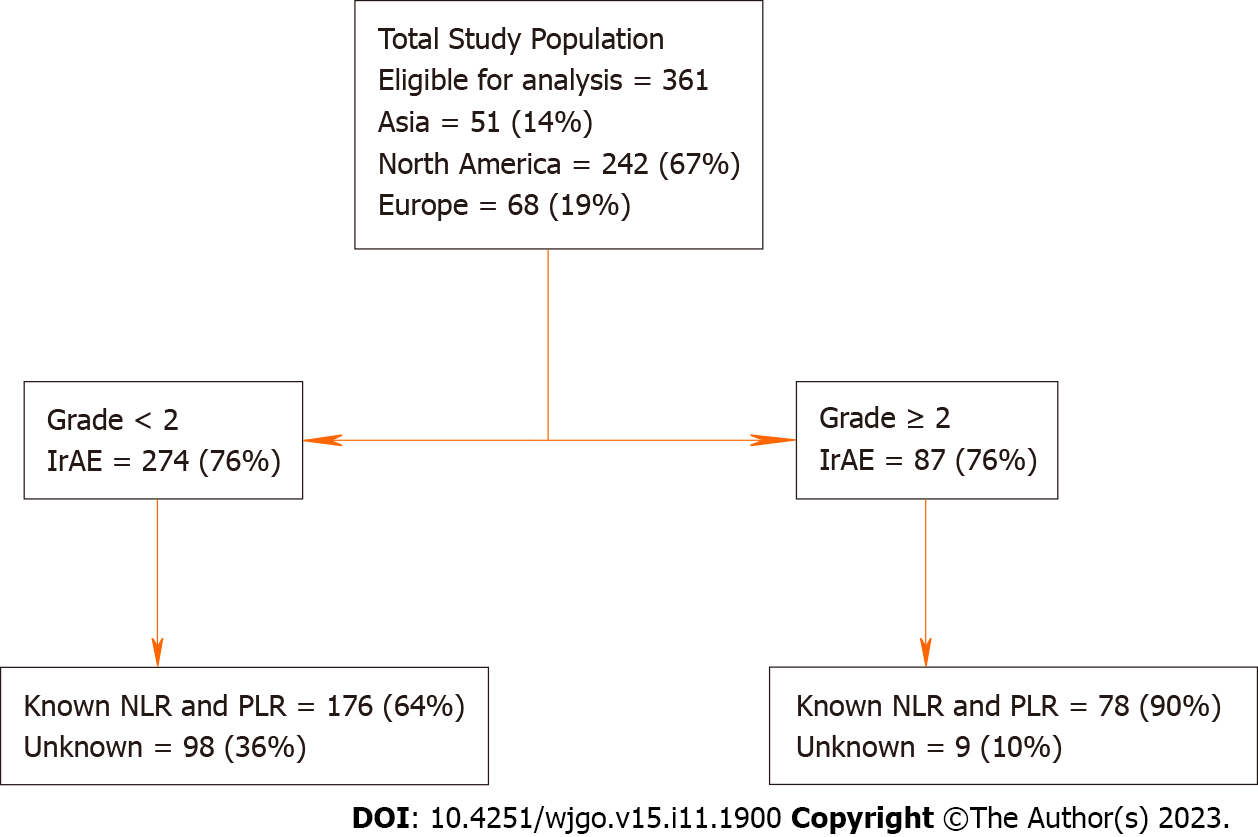 Total Study Population
Eligible for analysis = 361
Asia = 51 (14%)
North America = 242 (67%)
Europe = 68 (19%)
Grade < 2
IrAE = 274 (76%)
Grade ≥ 2
IrAE = 87 (76%)
Known NLR and PLR = 176 (64%)
Unknown = 98 (36%)
Known NLR and PLR = 78 (90%)
Unknown = 9 (10%)
DOI: 10.4251/wjgo.v15.i11.1900 Copyright ©The Author(s) 2023.